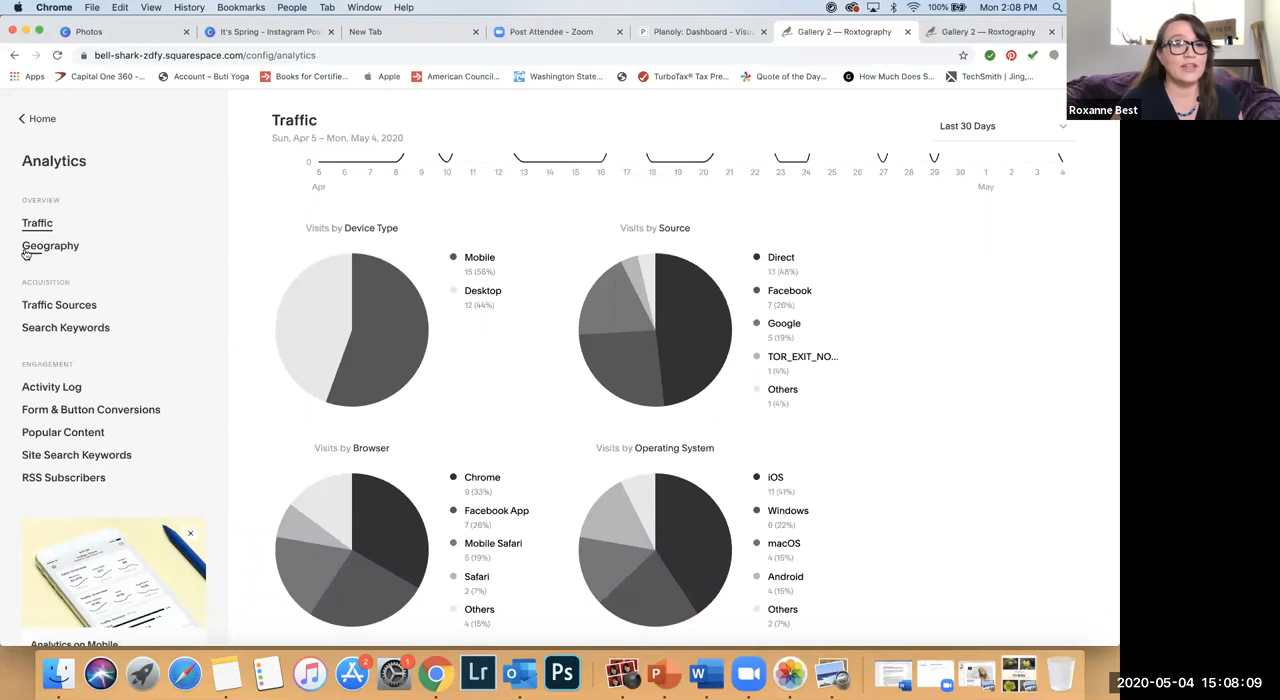 Chrome File Edit View History Bookmarks People Tab Window Help 100% Mon 2:08 PM
Photos × It's Spring - Instagram Pos × New Tab × Post Attendee - Zoom × Planoly: Dashboard - Visu × Gallery 2 — Roxtography × Gallery 2 — Roxtography ×
bell-shark-zdfy.squarespace.com/config/analytics
Apps Capital One 360 -... Account – Buti Yoga Books for Certifie... Apple American Council... Washington State... TurboTax® Tax Pre... Quote of the Day... How Much Does S... TechSmith | Jing,...
Roxanne Best
Home
Analytics
OVERVIEW
Traffic
Geography
ACQUISITION
Traffic Sources
Search Keywords
ENGAGEMENT
Activity Log
Form & Button Conversions
Popular Content
Site Search Keywords
RSS Subscribers
Analytics on Mobile
Traffic
Sun, Apr 5 – Mon, May 4, 2020
Last 30 Days
0
5 6 7 8 9 10 11 12 13 14 15 16 17 18 19 20 21 22 23 24 25 26 27 28 29 30 1 2 3 4
Apr May
Visits by Device Type
Mobile
15 (56%)
Desktop
12 (44%)
Visits by Source
Direct
13 (48%)
Facebook
7 (26%)
Google
5 (19%)
TOR_EXIT_NO...
1 (4%)
Others
1 (4%)
Visits by Browser
Chrome
9 (33%)
Facebook App
7 (26%)
Mobile Safari
5 (19%)
Safari
2 (7%)
Others
4 (15%)
Visits by Operating System
iOS
11 (41%)
Windows
6 (22%)
macOS
4 (15%)
Android
4 (15%)
Others
2 (7%)
2
1
Lr
Ps
2020-05-04 15:08:09